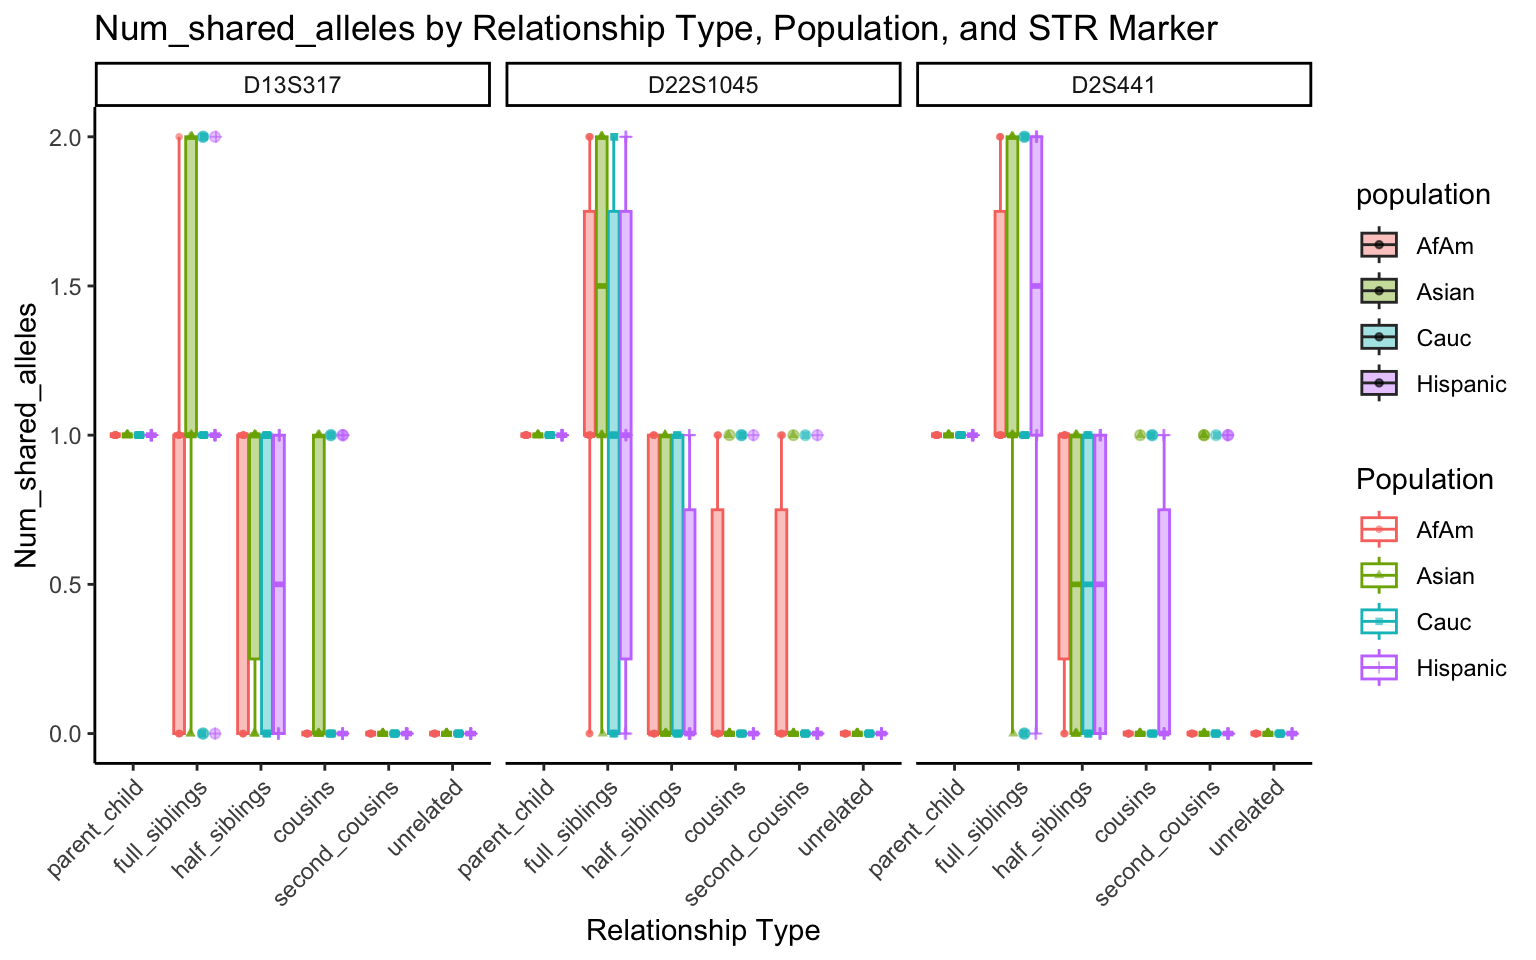 Num_shared_alleles by Relationship Type, Population, and STR Marker
D13S317
D22S1045
D2S441
Num_shared_alleles
2.0
1.5
1.0
0.5
0.0
parent_child
full_siblings
half_siblings
cousins
second_cousins
unrelated
parent_child
full_siblings
half_siblings
cousins
second_cousins
unrelated
parent_child
full_siblings
half_siblings
cousins
second_cousins
unrelated
Relationship Type
population
AfAm
Asian
Cauc
Hispanic
Population
AfAm
Asian
Cauc
Hispanic